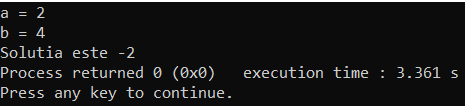 a = 2
b = 4
Solutia este -2
Process returned 0 (0x0)   execution time : 3.361 s
Press any key to continue.